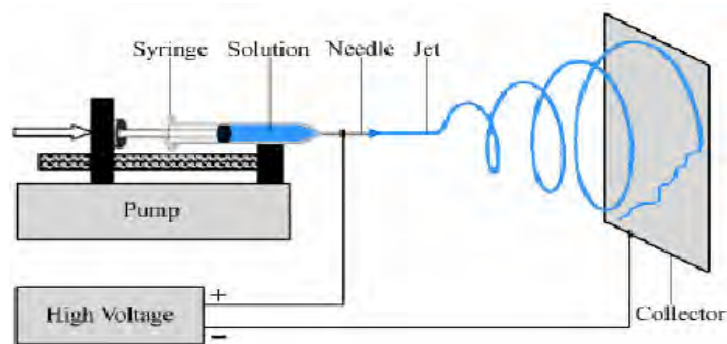 Syringe Solution Needle Jet
Pump
+
High Voltage
−
Collector